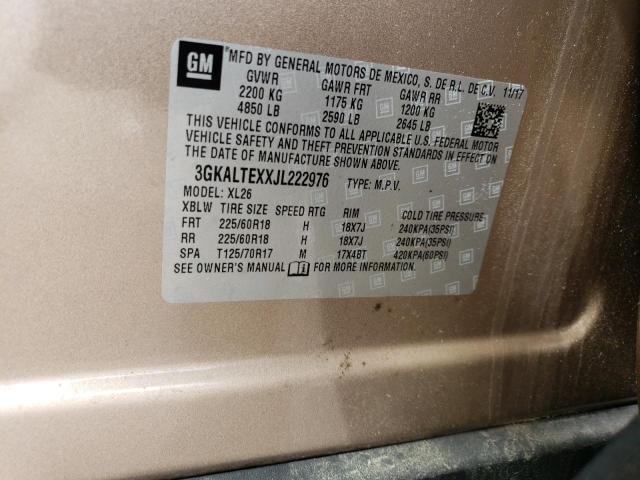 GM
MFD BY GENERAL MOTORS DE MEXICO, S. DE R.L. DE C.V. 11/17
GVWR GAWR FRT GAWR RR
2200 KG 1175 KG 1200 KG
4850 LB 2590 LB 2645 LB
THIS VEHICLE CONFORMS TO ALL APPLICABLE U.S. FEDERAL MOTOR
VEHICLE SAFETY AND THEFT PREVENTION STANDARDS IN EFFECT ON
THE DATE OF MANUFACTURE SHOWN ABOVE.
3GKALTEXXJL222976 TYPE: M.P.V.
MODEL: XL26
XBLW TIRE SIZE SPEED RTG RIM COLD TIRE PRESSURE
FRT 225/60R18 H 18X7J 240KPA(35PSI)
RR 225/60R18 H 18X7J 240KPA(35PSI)
SPA T125/70R17 M 17X4BT 420KPA(60PSI)
SEE OWNER'S MANUAL FOR MORE INFORMATION.